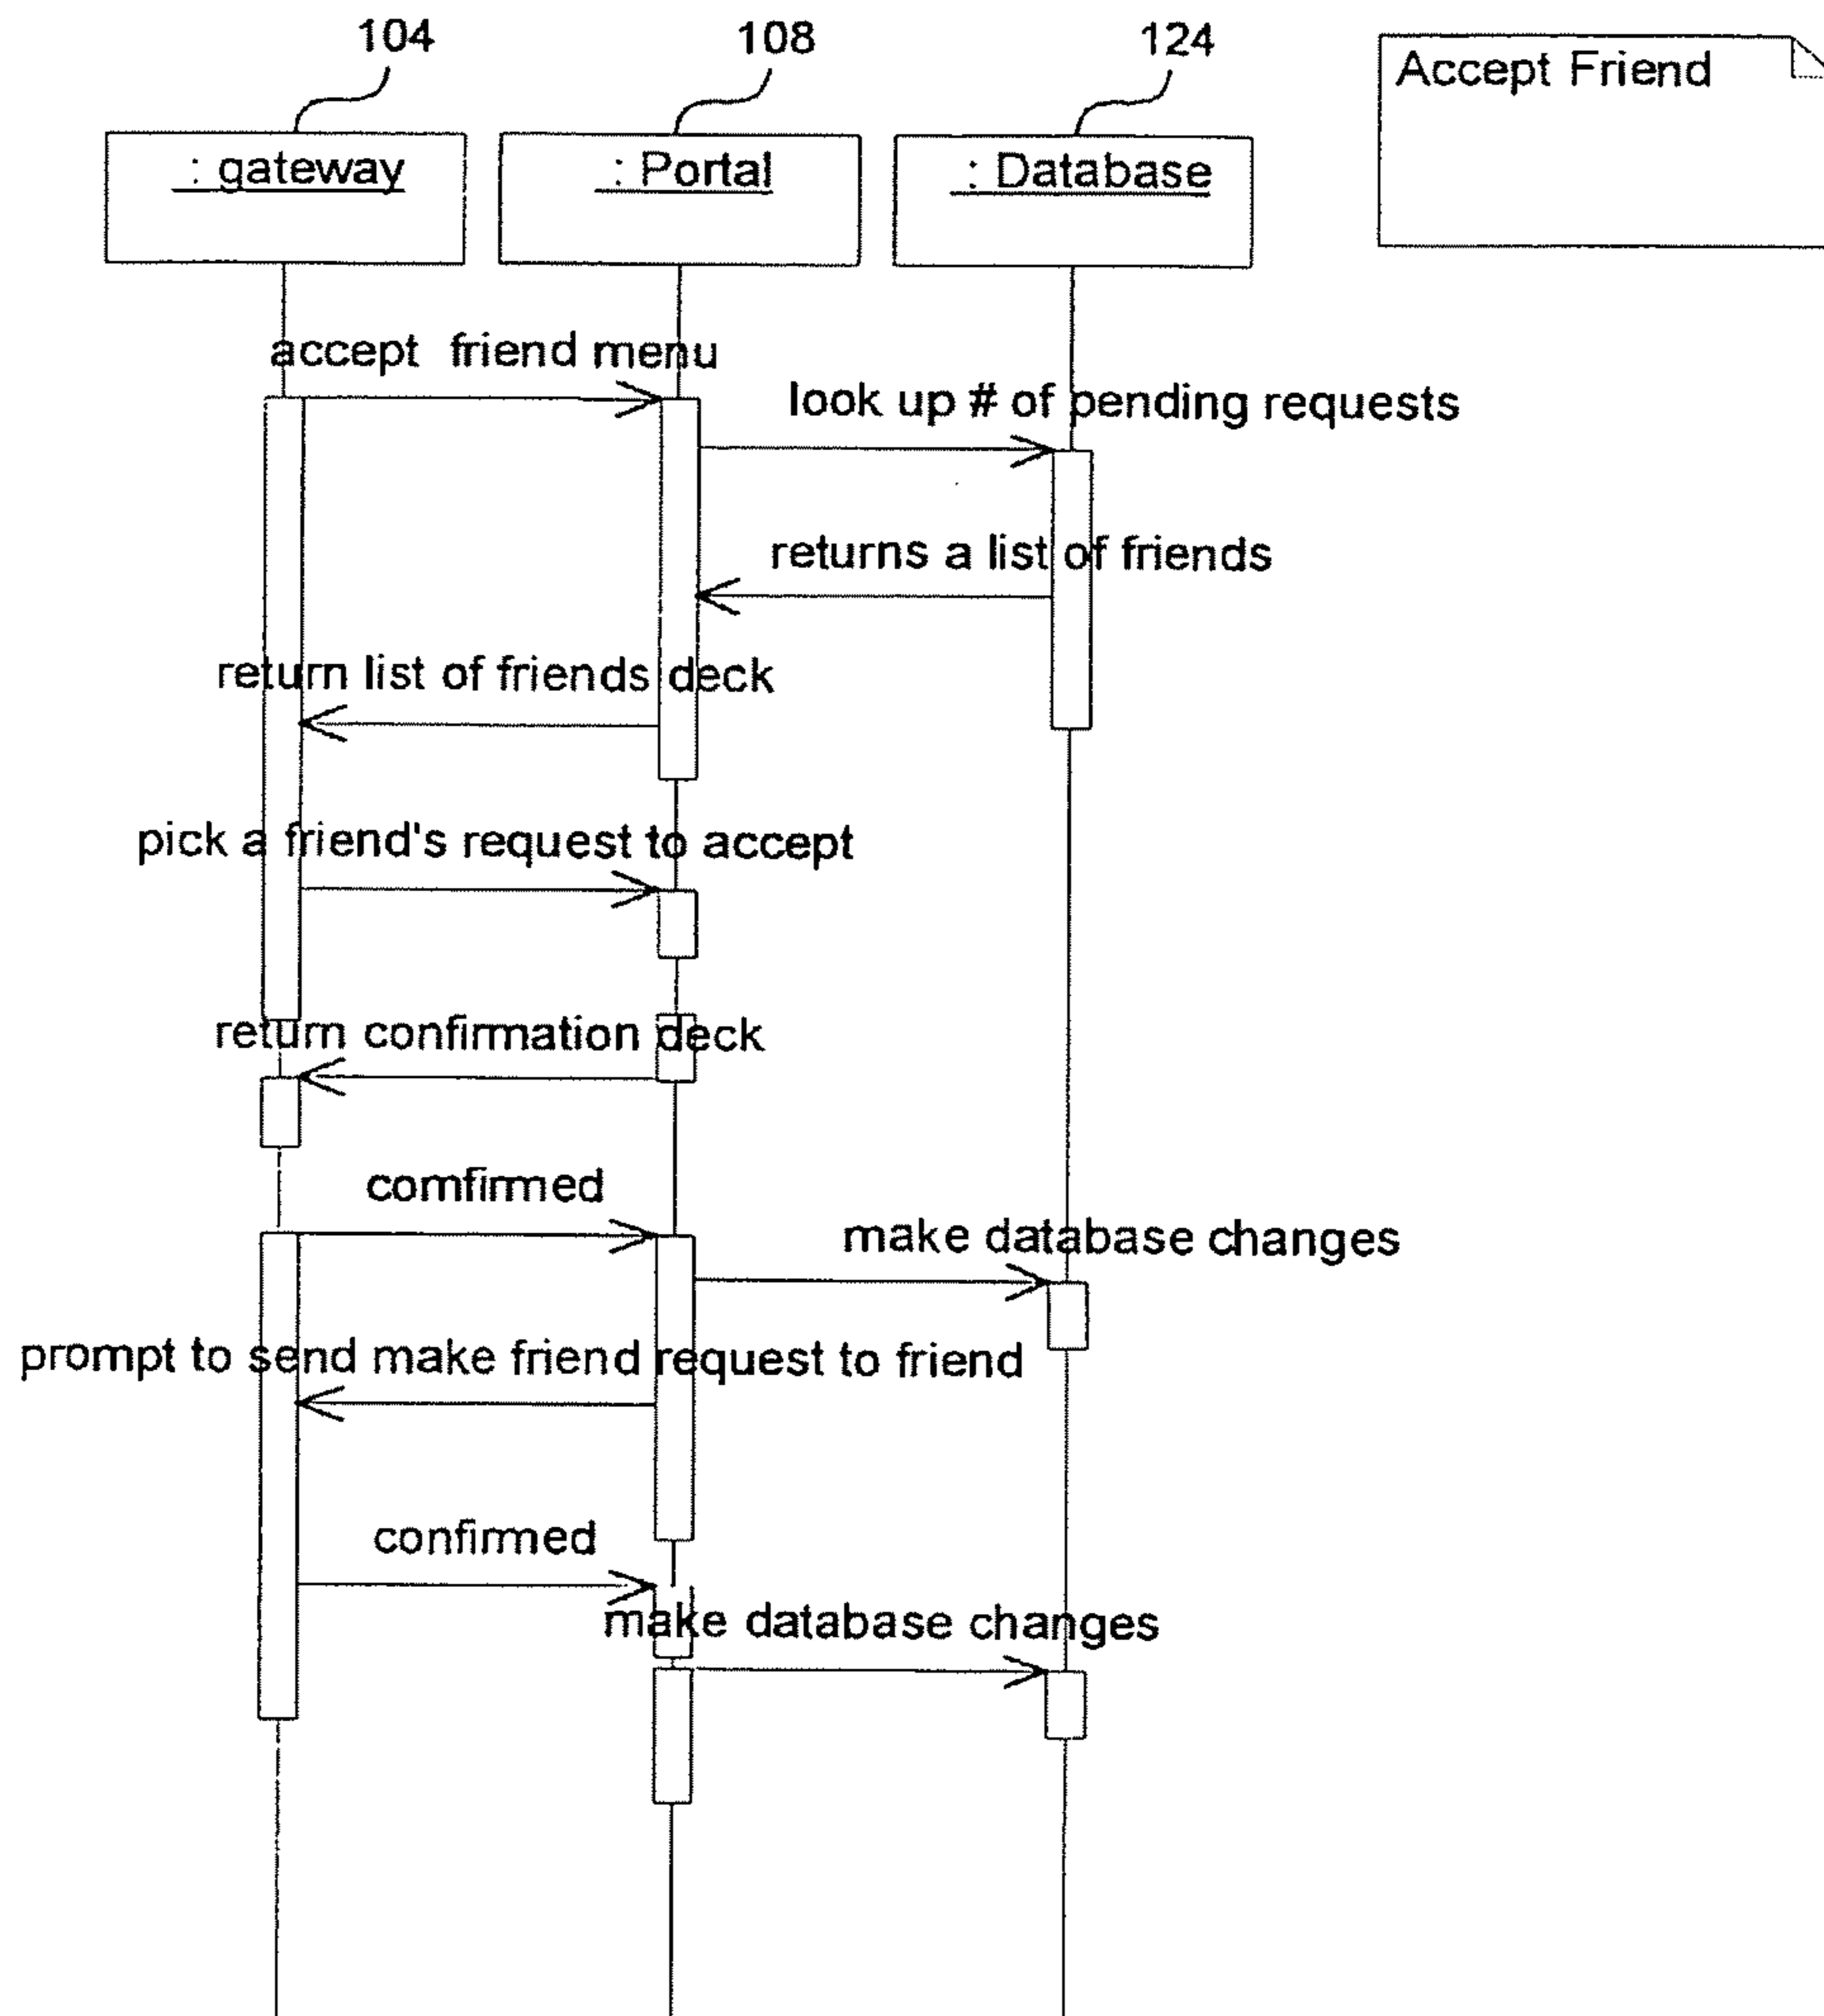 104
108
124
Accept Friend
: gateway
: Portal
: Database
accept friend menu
look up # of pending requests
returns a list of friends
return list of friends deck
pick a friend's request to accept
return confirmation deck
comfirmed
make database changes
prompt to send make friend request to friend
confirmed
make database changes